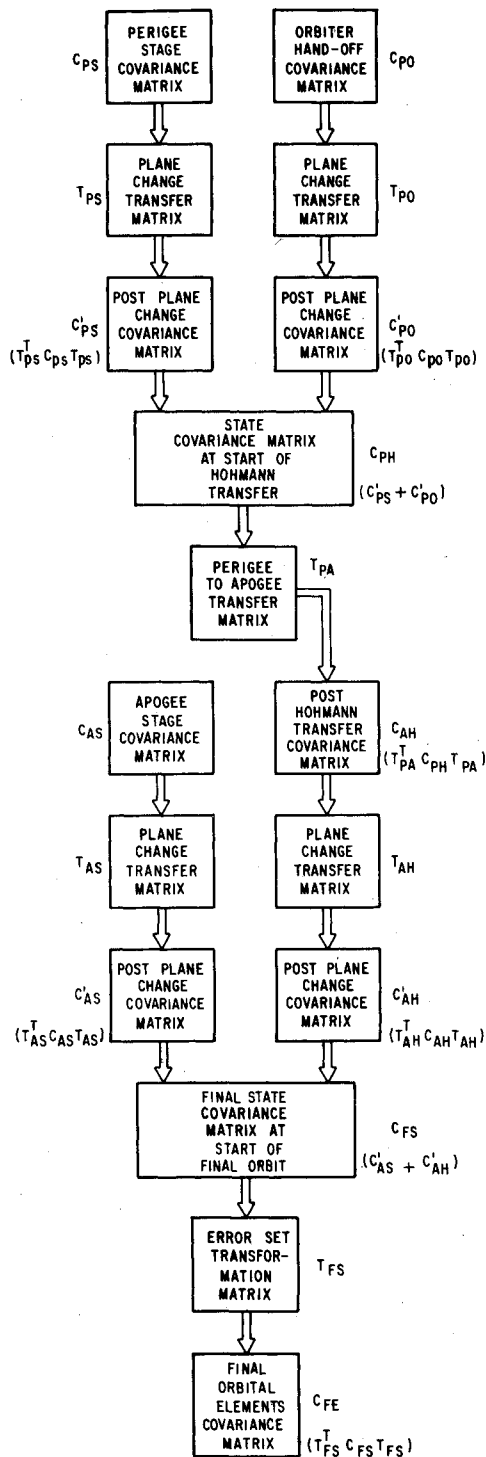 C_PS
PERIGEE
STAGE
COVARIANCE
MATRIX
ORBITER
HAND-OFF
COVARIANCE
MATRIX
C_PO
T_PS
PLANE
CHANGE
TRANSFER
MATRIX
PLANE
CHANGE
TRANSFER
MATRIX
T_PO
C'_PS
(T^T_PS C_PS T_PS)
POST PLANE
CHANGE
COVARIANCE
MATRIX
POST PLANE
CHANGE
COVARIANCE
MATRIX
C'_PO
(T^T_PO C_PO T_PO)
STATE
COVARIANCE MATRIX
AT START OF
HOHMANN
TRANSFER
C_PH
(C'_PS + C'_PO)
PERIGEE
TO APOGEE
TRANSFER
MATRIX
T_PA
C_AS
APOGEE
STAGE
COVARIANCE
MATRIX
POST
HOHMANN
TRANSFER
COVARIANCE
MATRIX
C_AH
(T^T_PA C_PH T_PA)
T_AS
PLANE
CHANGE
TRANSFER
MATRIX
PLANE
CHANGE
TRANSFER
MATRIX
T_AH
C'_AS
(T^T_AS C_AS T_AS)
POST PLANE
CHANGE
COVARIANCE
MATRIX
POST PLANE
CHANGE
COVARIANCE
MATRIX
C'_AH
(T^T_AH C_AH T_AH)
FINAL STATE
COVARIANCE
MATRIX AT
START OF
FINAL ORBIT
C_FS
(C'_AS + C'_AH)
ERROR SET
TRANSFOR-
MATION
MATRIX
T_FS
FINAL
ORBITAL
ELEMENTS
COVARIANCE
MATRIX
C_FE
(T^T_FS C_FS T_FS)